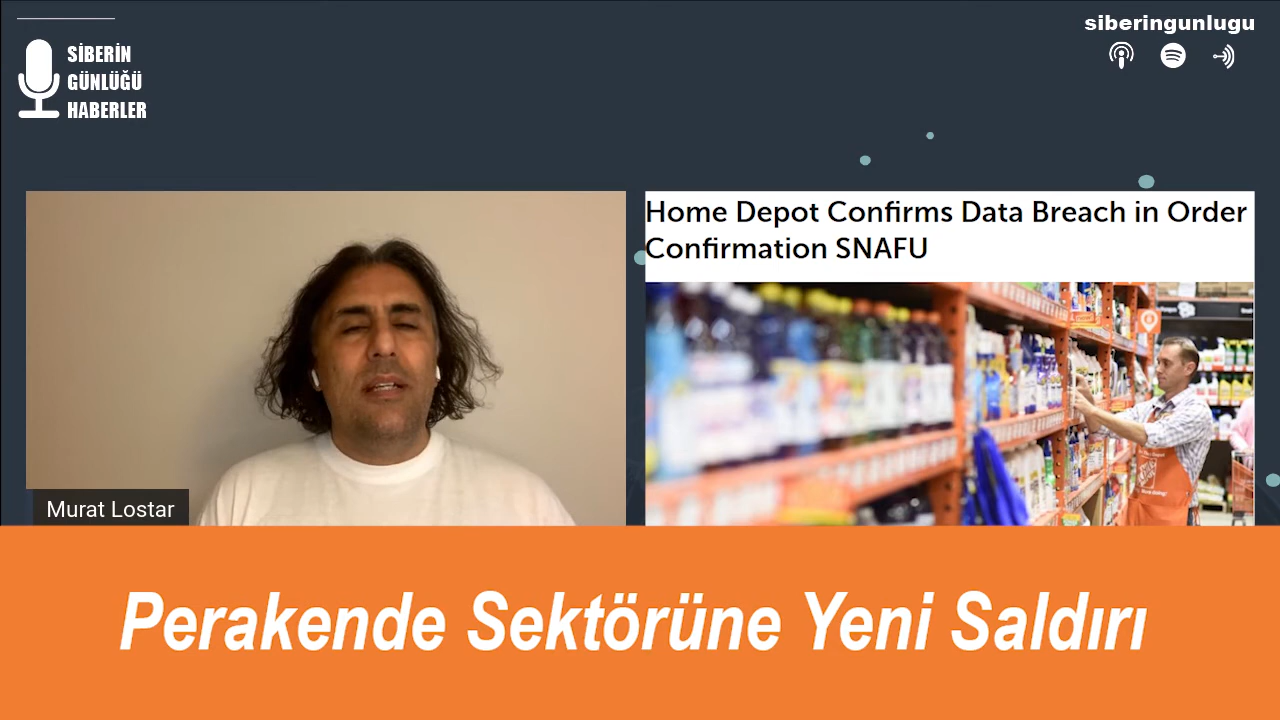 siberingunlugu
SİBERİN
GÜNLÜĞÜ
HABERLER
Home Depot Confirms Data Breach in Order
Confirmation SNAFU
Murat Lostar
Perakende Sektörüne Yeni Saldırı